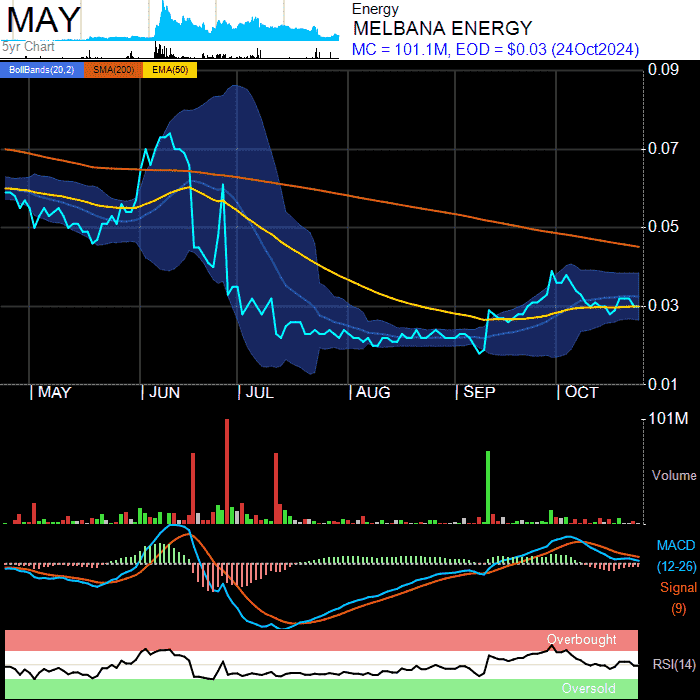 MAY
5yr Chart
Energy
MELBANA ENERGY
MC = 101.1M, EOD = $0.03 (24Oct2024)
BollBands(20,2) SMA(200) EMA(50)
0.09
0.07
0.05
0.03
0.01
MAY JUN JUL AUG SEP OCT
101M
Volume
MACD
(12-26)
Signal
(9)
Overbought
RSI(14)
Oversold